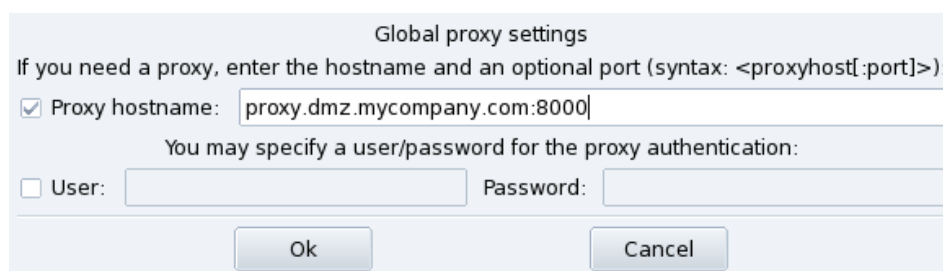 Global proxy settings
If you need a proxy, enter the hostname and an optional port (syntax: <proxyhost[:port]>):
Proxy hostname: proxy.dmz.mycompany.com:8000
You may specify a user/password for the proxy authentication:
User: Password:
Ok Cancel